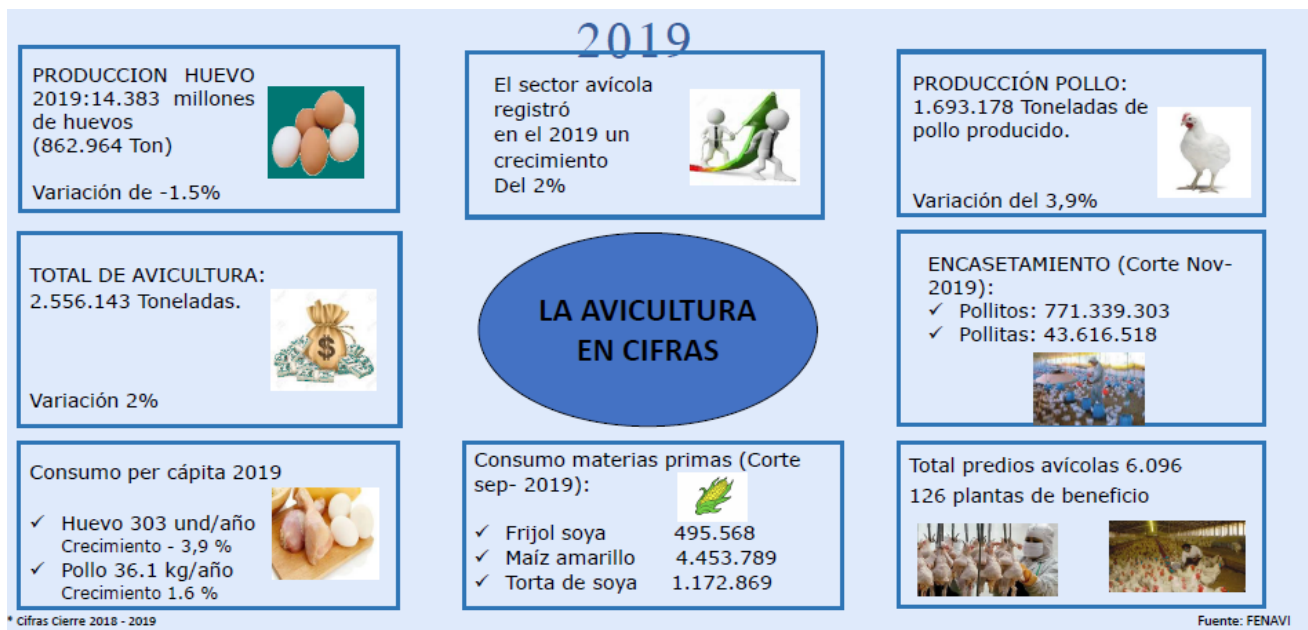 2019
PRODUCCION HUEVO
2019:14.383 millones
de huevos
(862.964 Ton)
Variación de -1.5%
El sector avícola
registró
en el 2019 un
crecimiento
Del 2%
PRODUCCIÓN POLLO:
1.693.178 Toneladas de
pollo producido.
Variación del 3,9%
TOTAL DE AVICULTURA:
2.556.143 Toneladas.
$
Variación 2%
LA AVICULTURA
EN CIFRAS
ENCASETAMIENTO (Corte Nov-
2019):
✓ Pollitos: 771.339.303
✓ Pollitas: 43.616.518
Consumo per cápita 2019
✓ Huevo 303 und/año
Crecimiento - 3,9 %
✓ Pollo 36.1 kg/año
Crecimiento 1.6 %
Consumo materias primas (Corte
sep- 2019):
✓ Frijol soya 495.568
✓ Maíz amarillo 4.453.789
✓ Torta de soya 1.172.869
Total predios avícolas 6.096
126 plantas de beneficio
* Cifras Cierre 2018 - 2019
Fuente: FENAVI